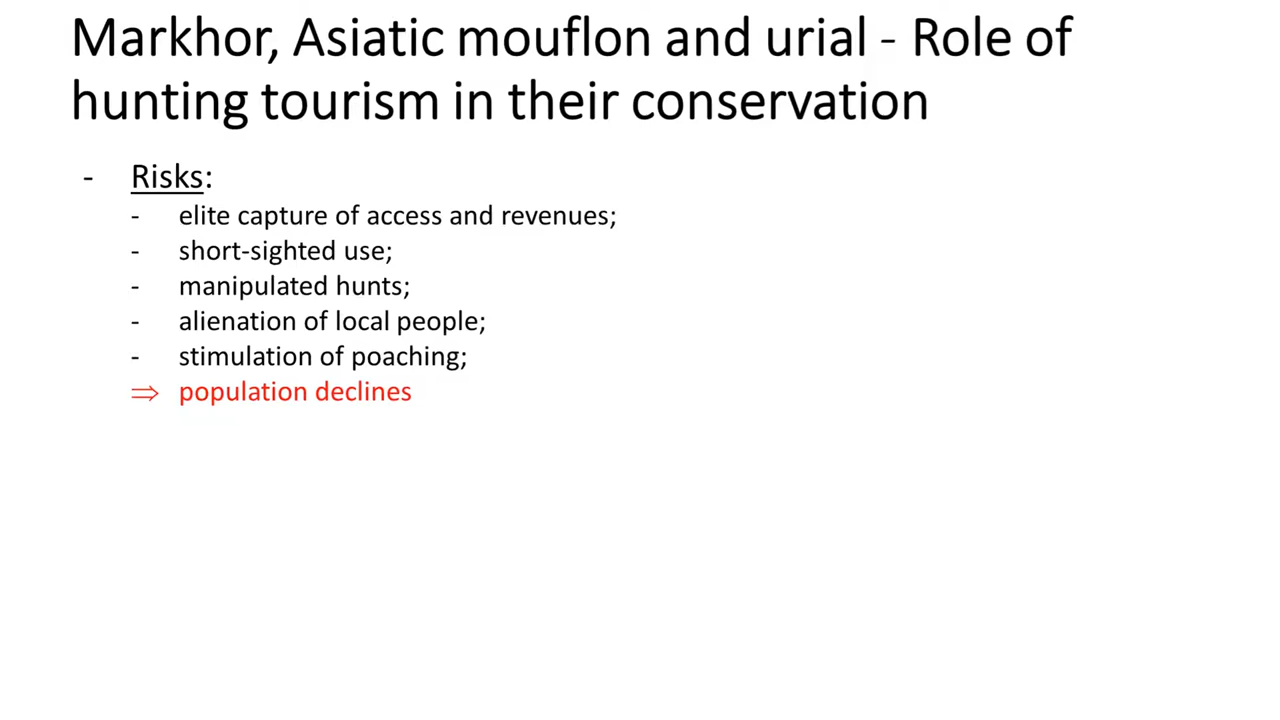 Markhor, Asiatic mouflon and urial - Role of
hunting tourism in their conservation
- Risks:
- elite capture of access and revenues;
- short-sighted use;
- manipulated hunts;
- alienation of local people;
- stimulation of poaching;
⇒ population declines